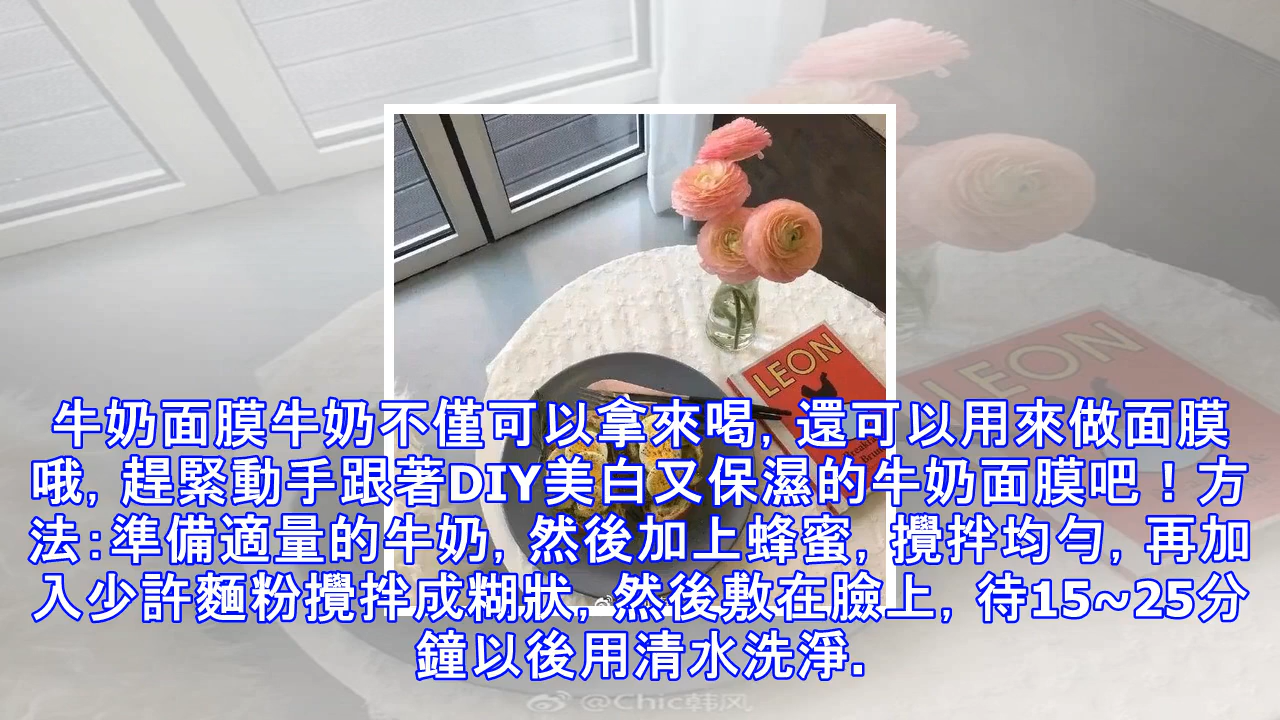 LEON
牛奶面膜牛奶不僅可以拿來喝, 還可以用來做面膜
哦, 趕緊動手跟著DIY美白又保濕的牛奶面膜吧！方
法:準備適量的牛奶, 然後加上蜂蜜, 攪拌均勻, 再加
入少許麵粉攪拌成糊狀, 然後敷在臉上, 待15~25分
鐘以後用清水洗淨.
@Chic韩风